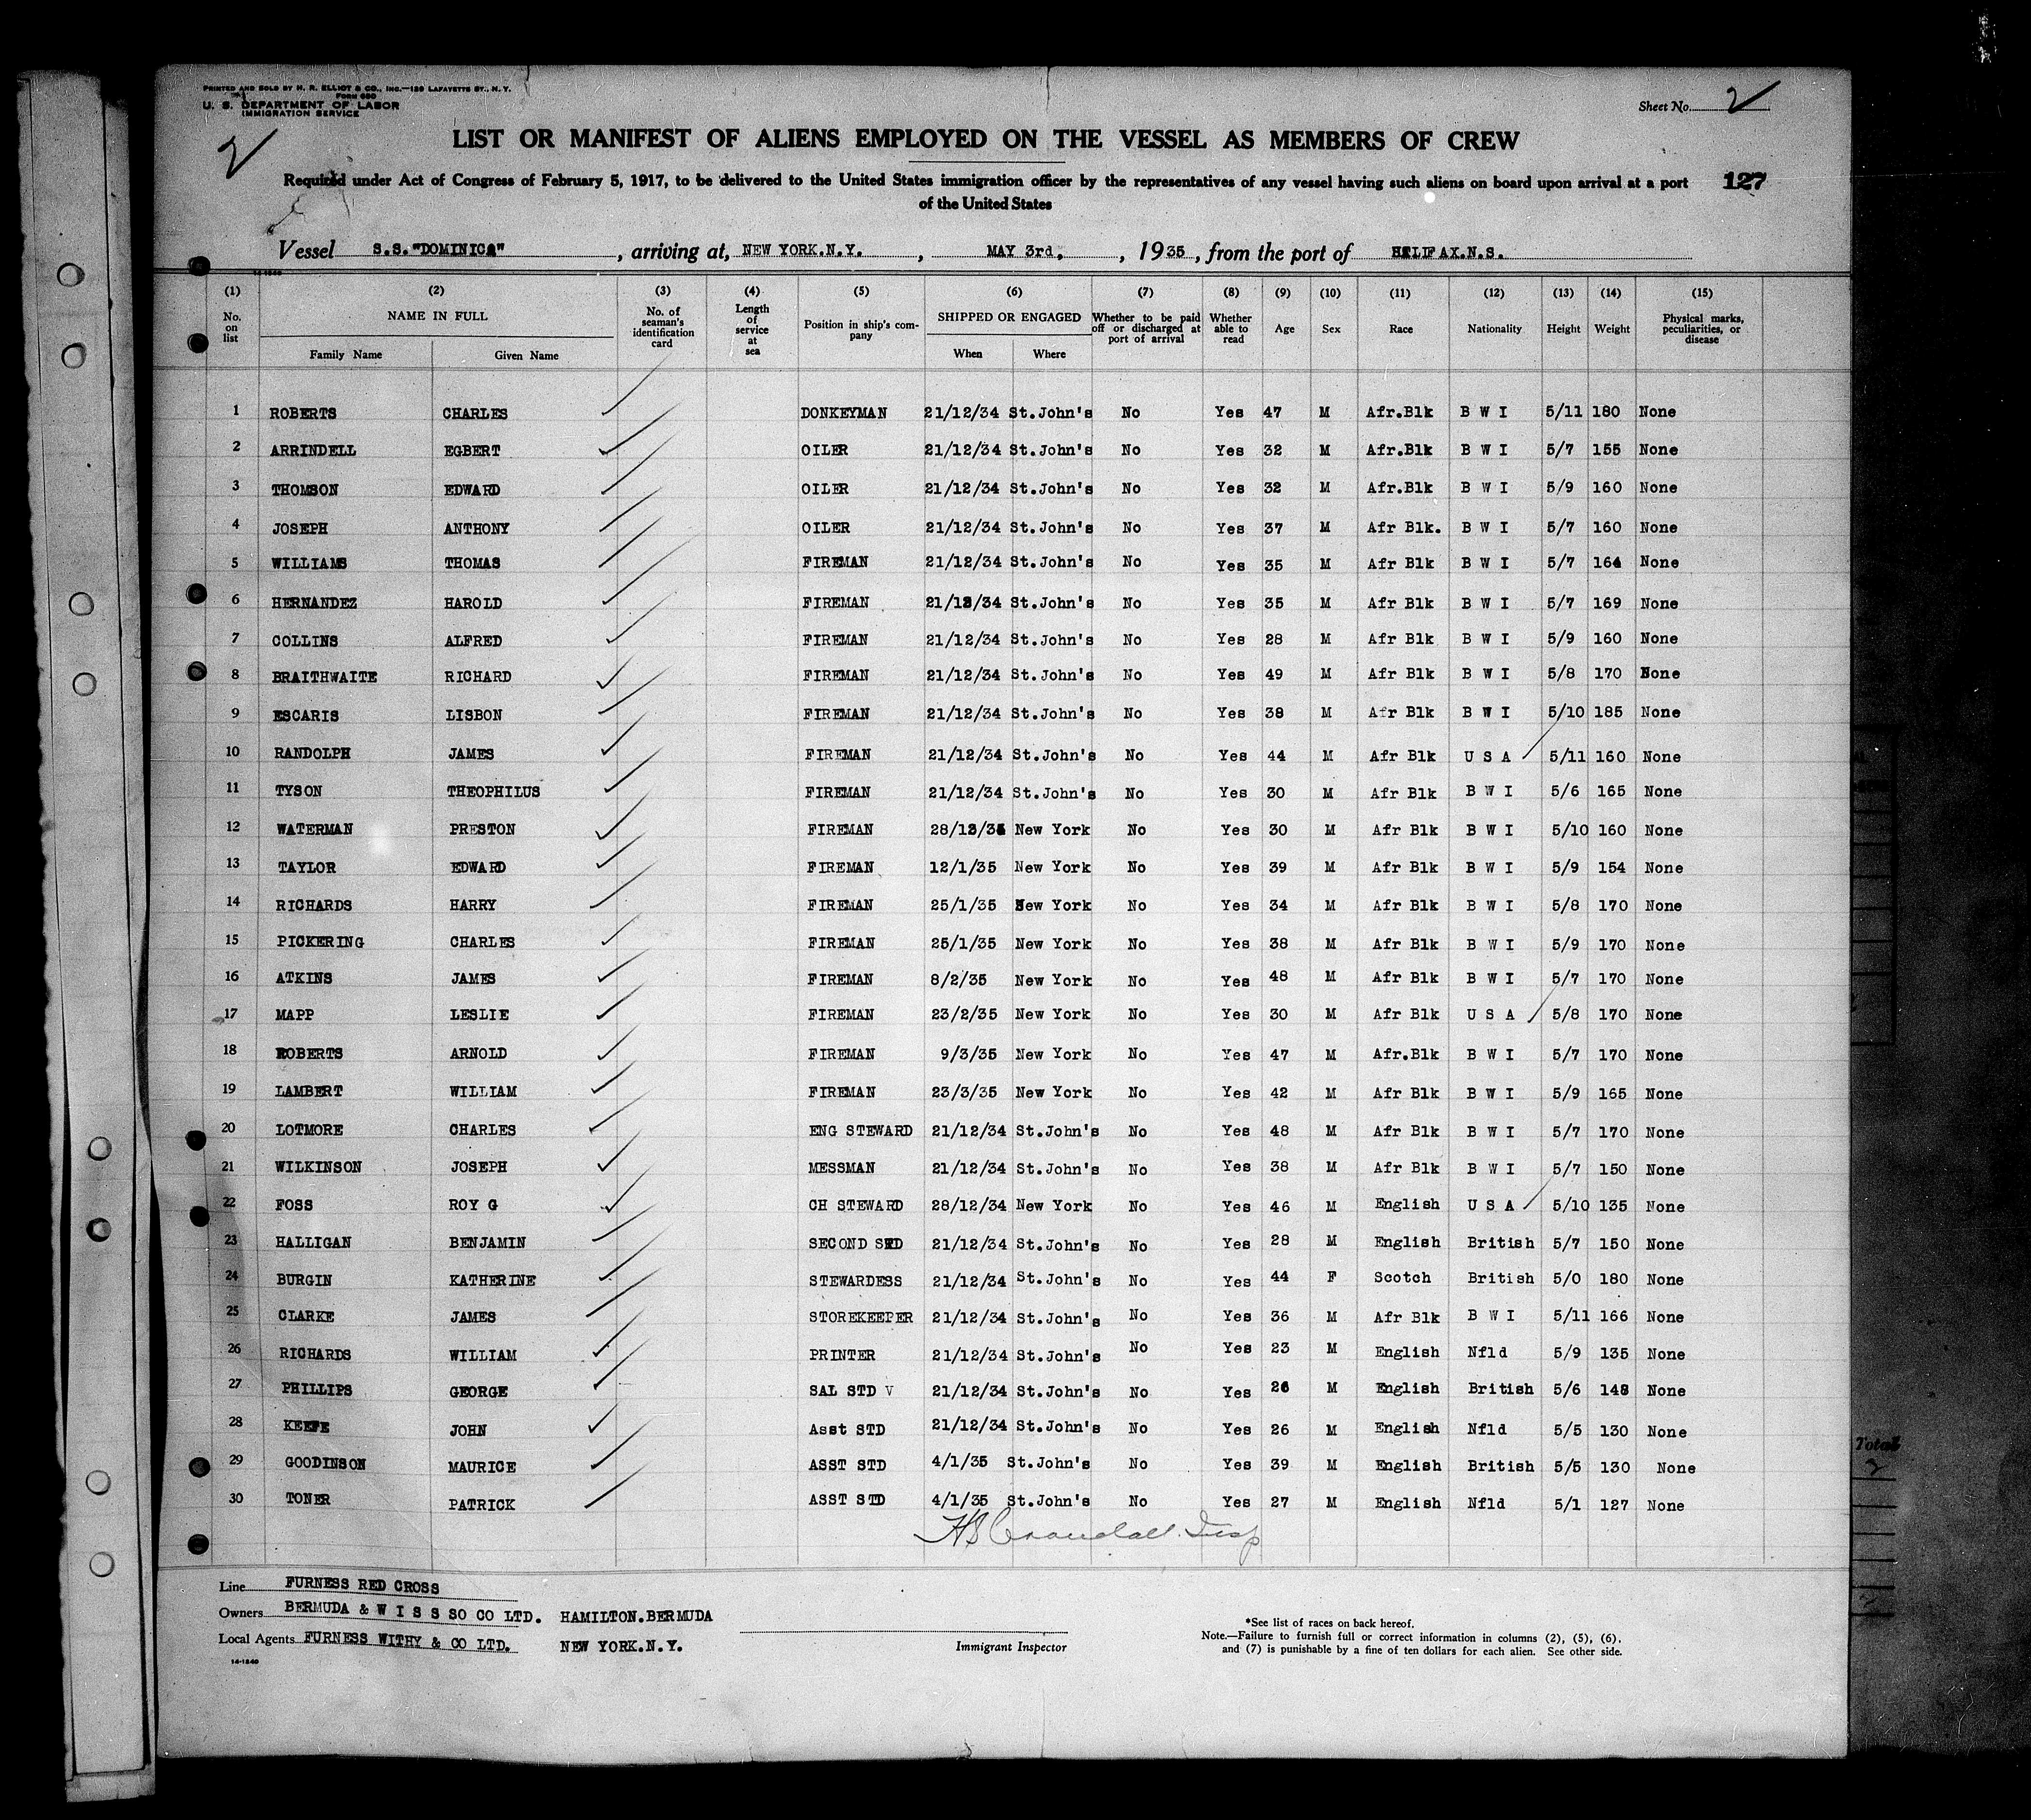 PRINTED AND SOLD BY H. R. ELLIOT & CO., INC.—129 LAFAYETTE ST., N. Y.
Form 680
U. S. DEPARTMENT OF LABOR
IMMIGRATION SERVICE
Sheet No. 2
2
LIST OR MANIFEST OF ALIENS EMPLOYED ON THE VESSEL AS MEMBERS OF CREW
Required under Act of Congress of February 5, 1917, to be delivered to the United States immigration officer by the representatives of any vessel having such aliens on board upon arrival at a port
of the United States
127
Vessel S.S."DOMINICA", arriving at, NEW YORK.N.Y., MAY 3rd., 1935, from the port of HALIFAX.N.S.
14-1240
(1) (2) (3) (4) (5) (6) (7) (8) (9) (10) (11) (12) (13) (14) (15)
No. on list NAME IN FULL Family Name Given Name No. of seaman's identification card Length of service at sea Position in ship's company SHIPPED OR ENGAGED When Where Whether to be paid off or discharged at port of arrival Whether able to read Age Sex Race Nationality Height Weight Physical marks, peculiarities, or disease
1 ROBERTS CHARLES DONKEYMAN 21/12/34 St.John's No Yes 47 M Afr.Blk B W I 5/11 180 None
2 ARRINDELL EGBERT OILER 21/12/34 St.John's No Yes 32 M Afr.Blk B W I 5/7 155 None
3 THOMSON EDWARD OILER 21/12/34 St.John's No Yes 32 M Afr.Blk B W I 5/9 160 None
4 JOSEPH ANTHONY OILER 21/12/34 St.John's No Yes 37 M Afr Blk. B W I 5/7 160 None
5 WILLIAMS THOMAS FIREMAN 21/12/34 St.John's No Yes 35 M Afr Blk B W I 5/7 164 None
6 HERNANDEZ HAROLD FIREMAN 21/12/34 St.John's No Yes 35 M Afr Blk B W I 5/7 169 None
7 COLLINS ALFRED FIREMAN 21/12/34 St.John's No Yes 28 M Afr Blk B W I 5/9 160 None
8 BRAITHWAITE RICHARD FIREMAN 21/12/34 St.John's No Yes 49 M Afr Blk B W I 5/8 170 None
9 ESCARIS LISBON FIREMAN 21/12/34 St.John's No Yes 38 M Afr Blk B W I 5/10 185 None
10 RANDOLPH JAMES FIREMAN 21/12/34 St.John's No Yes 44 M Afr Blk U S A 5/11 160 None
11 TYSON THEOPHILUS FIREMAN 21/12/34 St.John's No Yes 30 M Afr Blk B W I 5/6 165 None
12 WATERMAN PRESTON FIREMAN 28/12/34 New York No Yes 30 M Afr Blk B W I 5/10 160 None
13 TAYLOR EDWARD FIREMAN 12/1/35 New York No Yes 39 M Afr Blk B W I 5/9 154 None
14 RICHARDS HARRY FIREMAN 25/1/35 New York No Yes 34 M Afr Blk B W I 5/8 170 None
15 PICKERING CHARLES FIREMAN 25/1/35 New York No Yes 38 M Afr Blk B W I 5/9 170 None
16 ATKINS JAMES FIREMAN 8/2/35 New York No Yes 48 M Afr Blk B W I 5/7 170 None
17 MAPP LESLIE FIREMAN 23/2/35 New York No Yes 30 M Afr Blk U S A 5/8 170 None
18 ROBERTS ARNOLD FIREMAN 9/3/35 New York No Yes 47 M Afr.Blk B W I 5/7 170 None
19 LAMBERT WILLIAM FIREMAN 23/3/35 New York No Yes 42 M Afr Blk B W I 5/9 165 None
20 LOTMORE CHARLES ENG STEWARD 21/12/34 St.John's No Yes 48 M Afr Blk B W I 5/7 170 None
21 WILKINSON JOSEPH MESSMAN 21/12/34 St.John's No Yes 38 M Afr Blk B W I 5/7 150 None
22 FOSS ROY G CH STEWARD 28/12/34 New York No Yes 46 M English U S A 5/10 135 None
23 HALLIGAN BENJAMIN SECOND STD 21/12/34 St.John's No Yes 28 M English British 5/7 150 None
24 BURGIN KATHERINE STEWARDESS 21/12/34 St.John's No Yes 44 F Scotch British 5/0 180 None
25 CLARKE JAMES STOREKEEPER 21/12/34 St.John's No Yes 36 M Afr Blk B W I 5/11 166 None
26 RICHARDS WILLIAM PRINTER 21/12/34 St.John's No Yes 23 M English Nfld 5/9 135 None
27 PHILLIPS GEORGE SAL STD V 21/12/34 St.John's No Yes 26 M English British 5/6 148 None
28 KEEFE JOHN Asst STD 21/12/34 St.John's No Yes 26 M English Nfld 5/5 130 None
29 GOODINSON MAURICE ASST STD 4/1/35 St.John's No Yes 39 M English British 5/5 130 None
30 TONER PATRICK ASST STD 4/1/35 St.John's No Yes 27 M English Nfld 5/1 127 None
HS Crandall Insp
Line FURNESS RED CROSS
Owners BERMUDA & W I S S SO CO LTD. HAMILTON.BERMUDA
Local Agents FURNESS WITHY & CO LTD. NEW YORK.N.Y.
14-1240
Immigrant Inspector
*See list of races on back hereof.
Note.—Failure to furnish full or correct information in columns (2), (5), (6),
and (7) is punishable by a fine of ten dollars for each alien. See other side.
Total